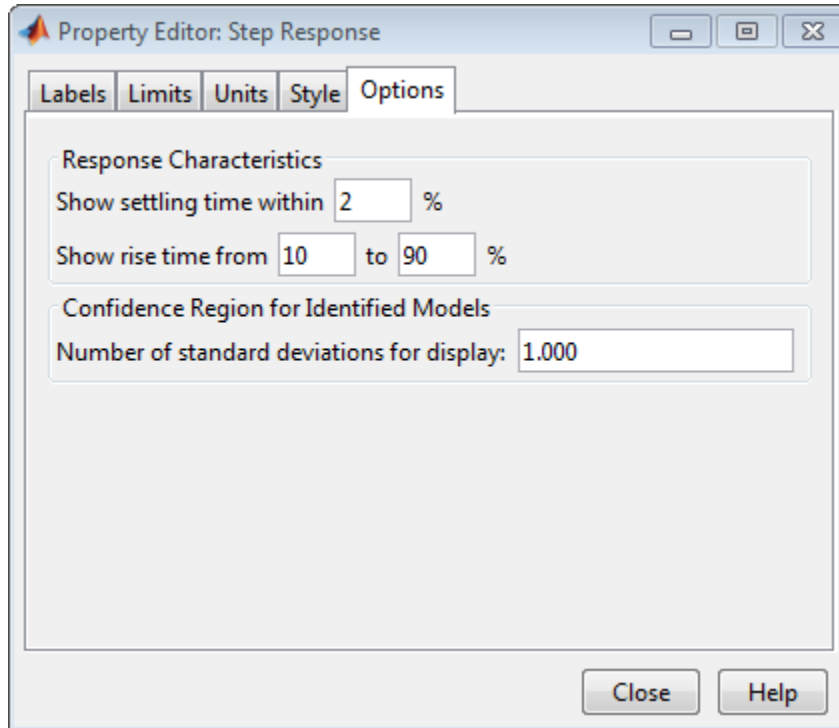 Property Editor: Step Response
Labels Limits Units Style Options
Response Characteristics
Show settling time within 2 %
Show rise time from 10 to 90 %
Confidence Region for Identified Models
Number of standard deviations for display: 1.000
Close Help